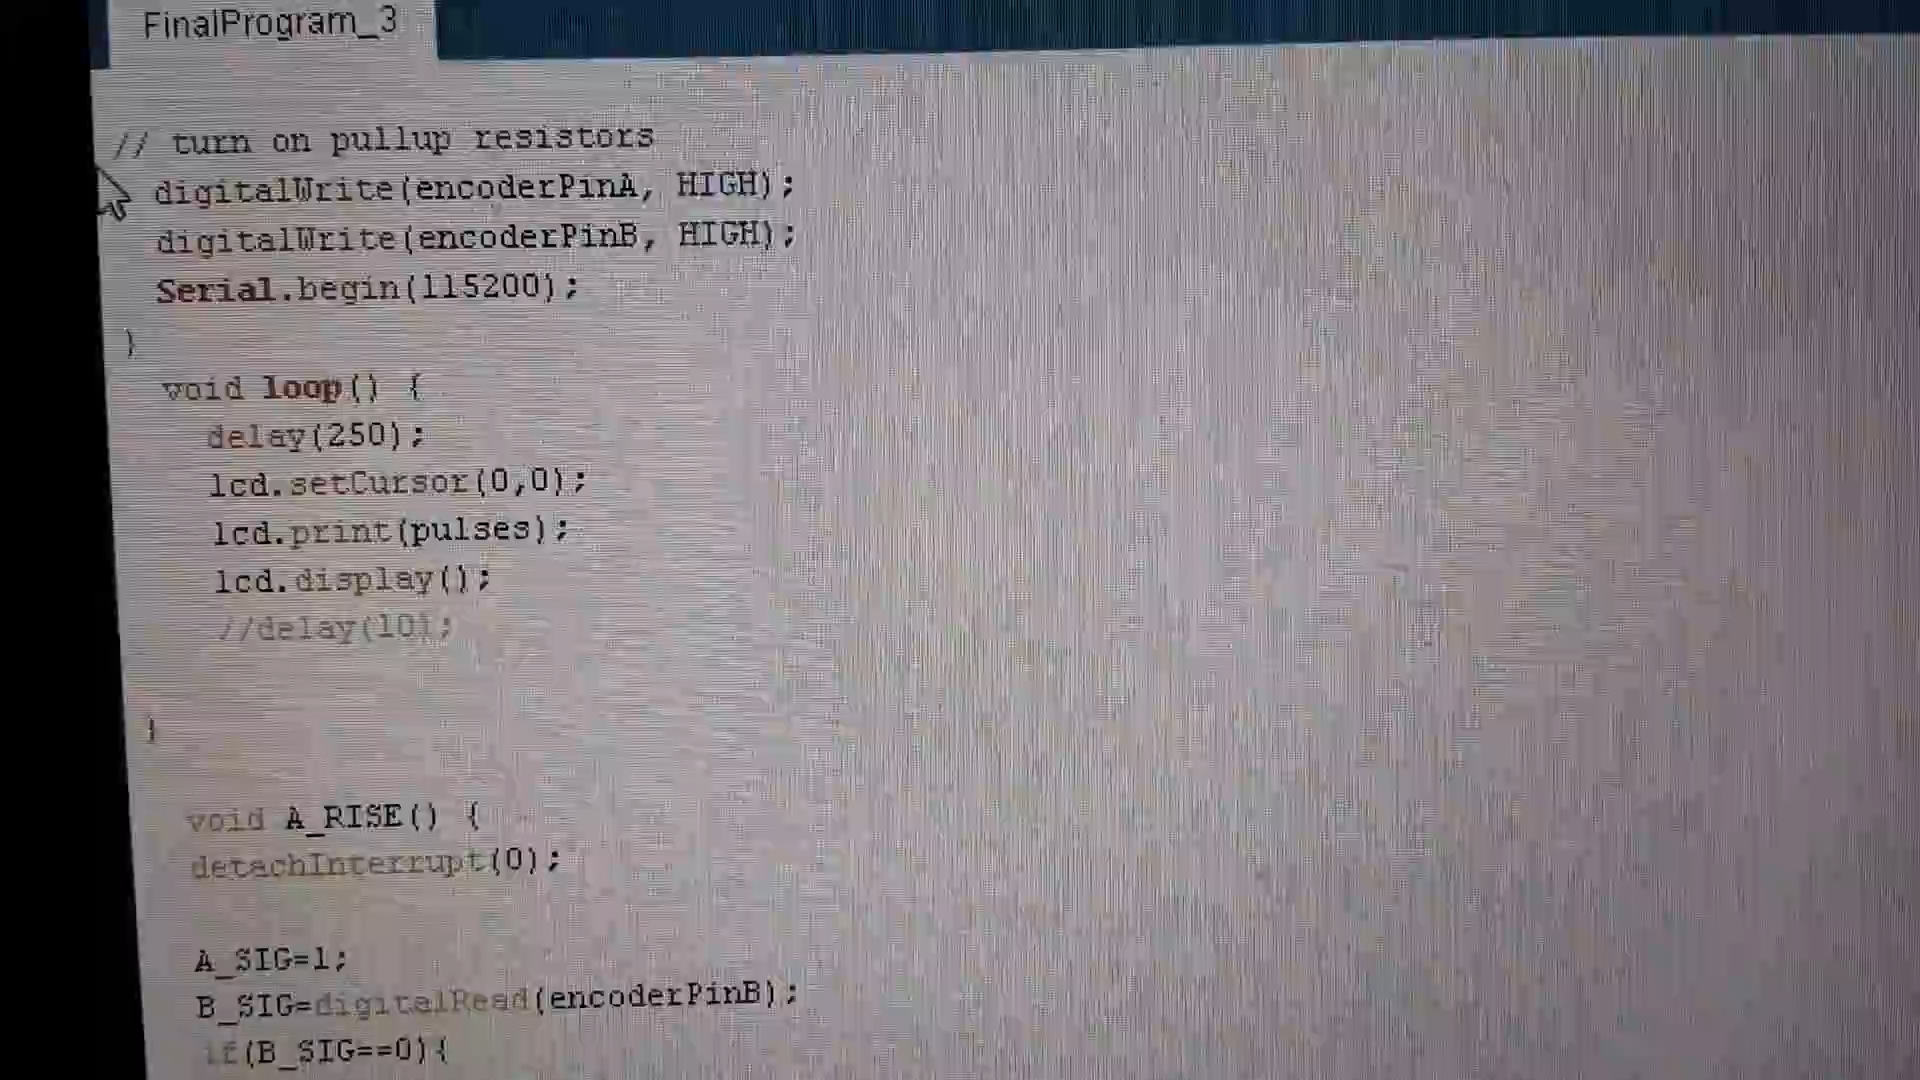 FinalProgram_3
// turn on pullup resistors
digitalWrite(encoderPinA, HIGH);
digitalWrite(encoderPinB, HIGH);
Serial.begin(115200);
}
void loop() {
delay(250);
lcd.setCursor(0,0);
lcd.print(pulses);
lcd.display();
//delay(10);
}
void A_RISE() {
detachInterrupt(0);
A_SIG=1;
B_SIG=digitalRead(encoderPinB);
if(B_SIG==0){